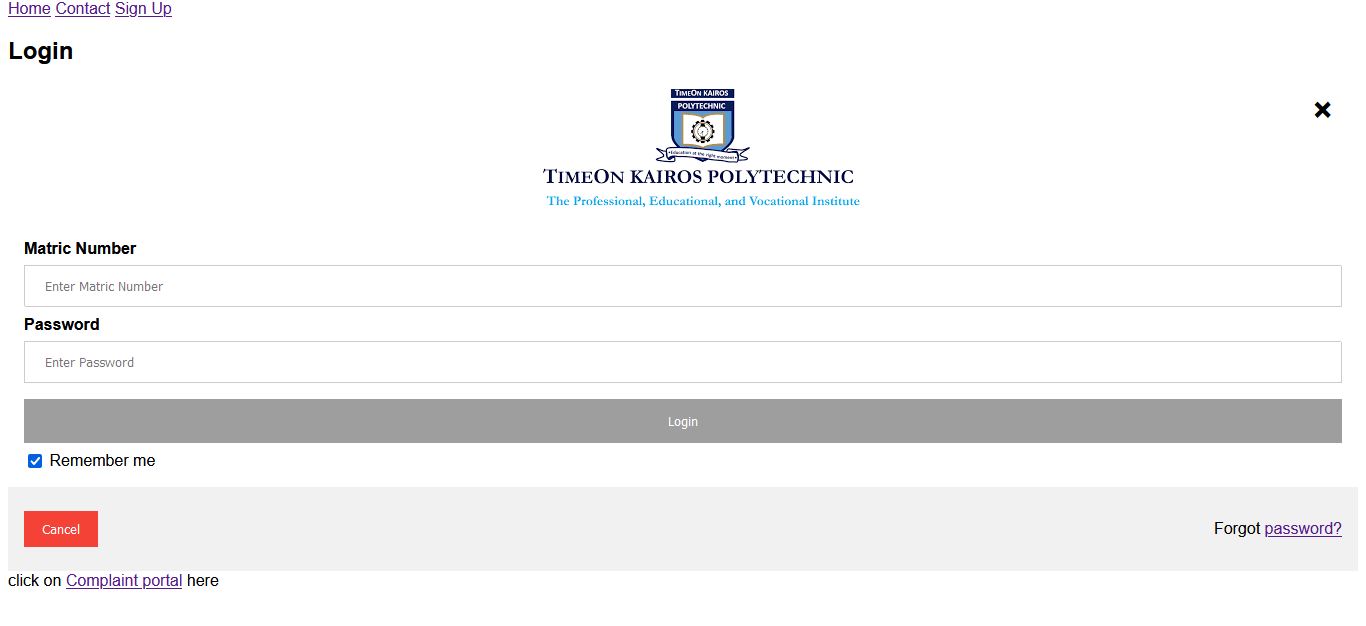 Home Contact Sign Up
Login
TIMEON KAIROS
POLYTECHNIC
•Education at the right moment•
TIMEON KAIROS POLYTECHNIC
The Professional, Educational, and Vocational Institute
Matric Number
Enter Matric Number
Password
Enter Password
Login
Remember me
Cancel
Forgot password?
click on Complaint portal here